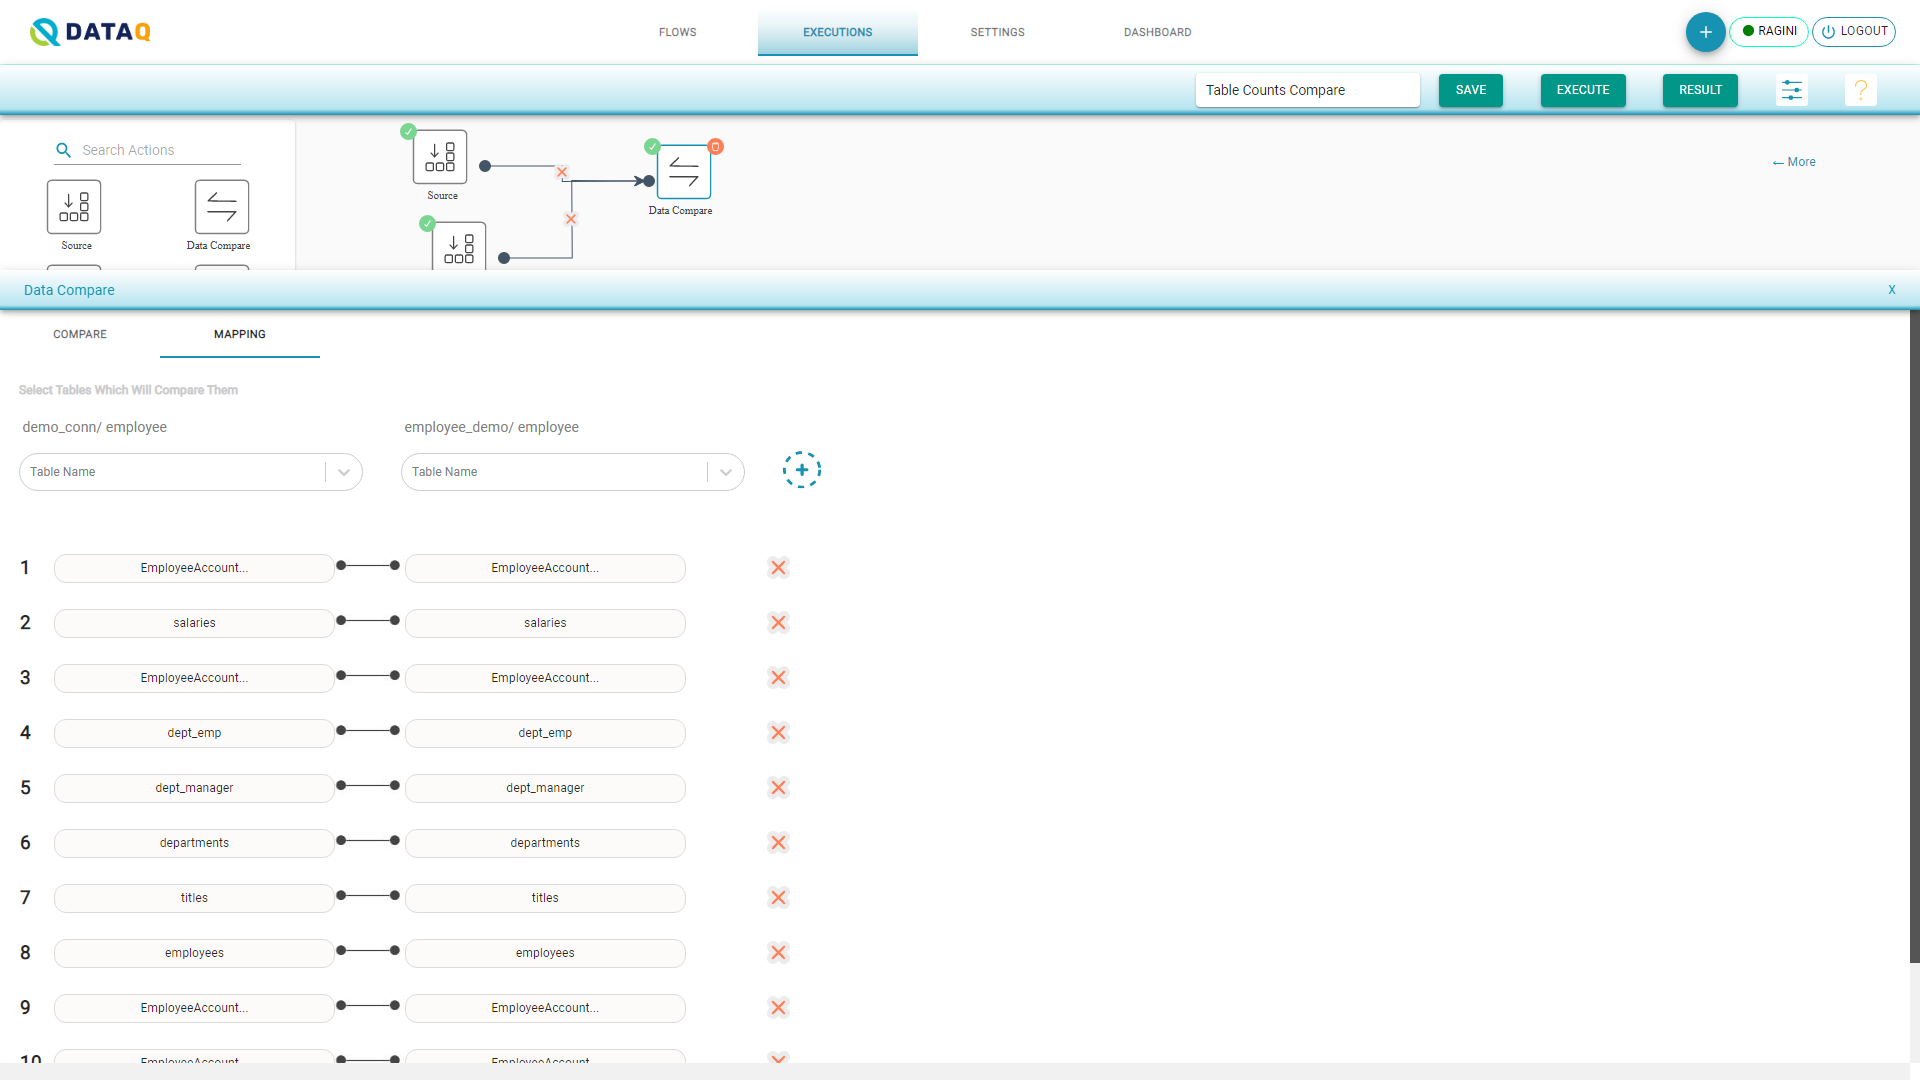 DATAQ
FLOWS EXECUTIONS SETTINGS DASHBOARD
+ RAGINI LOGOUT
Table Counts Compare SAVE EXECUTE RESULT ?
Search Actions
← More
Source Data Compare
Source Data Compare
Data Compare X
COMPARE MAPPING
Select Tables Which Will Compare Them
demo_conn/ employee employee_demo/ employee
Table Name Table Name
1 EmployeeAccount... EmployeeAccount...
2 salaries salaries
3 EmployeeAccount... EmployeeAccount...
4 dept_emp dept_emp
5 dept_manager dept_manager
6 departments departments
7 titles titles
8 employees employees
9 EmployeeAccount... EmployeeAccount...
10 EmployeeAccount... EmployeeAccount...